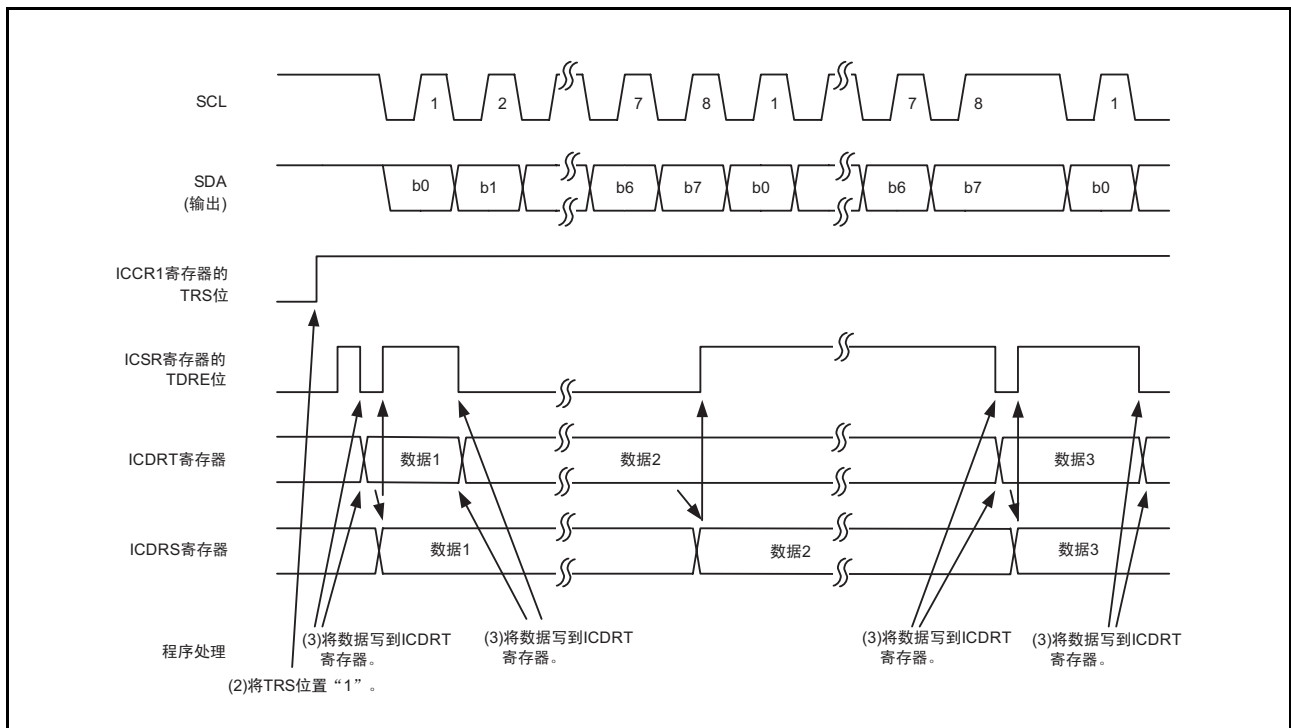 SCL
1 2 7 8 1 7 8 1
SDA
(输出)
b0 b1 b6 b7 b0 b6 b7 b0
ICCR1寄存器的
TRS位
ICSR寄存器的
TDRE位
ICDRT寄存器
数据1 数据2 数据3
ICDRS寄存器
数据1 数据2 数据3
程序处理
(3)将数据写到ICDRT
寄存器。
(3)将数据写到ICDRT
寄存器。
(3)将数据写到ICDRT
寄存器。
(3)将数据写到ICDRT
寄存器。
(2)将TRS位置“1”。